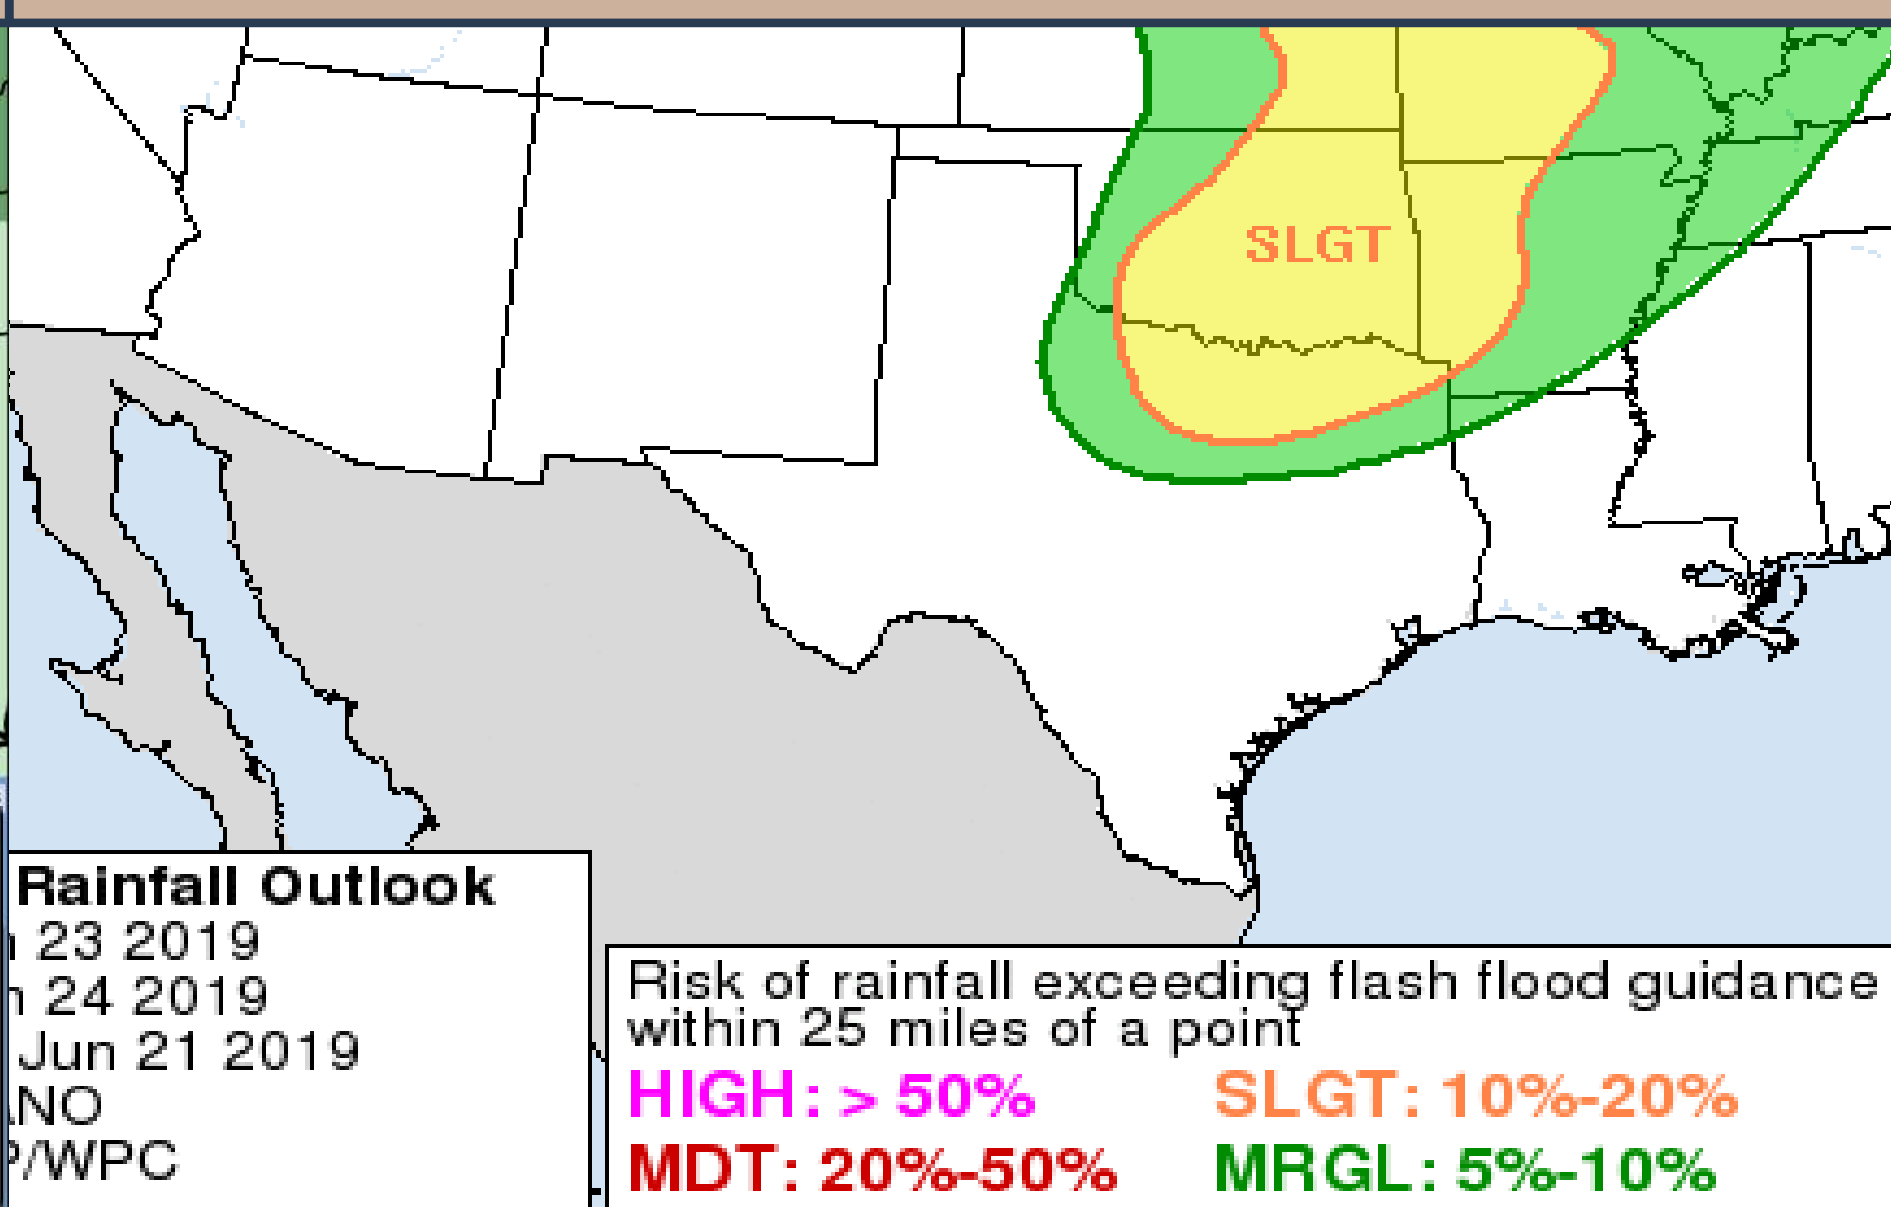 SLGT
Rainfall Outlook
23 2019
24 2019
Jun 21 2019
NO
/WPC
Risk of rainfall exceeding flash flood guidance
within 25 miles of a point
HIGH: > 50%
SLGT: 10%-20%
MDT: 20%-50%
MRGL: 5%-10%